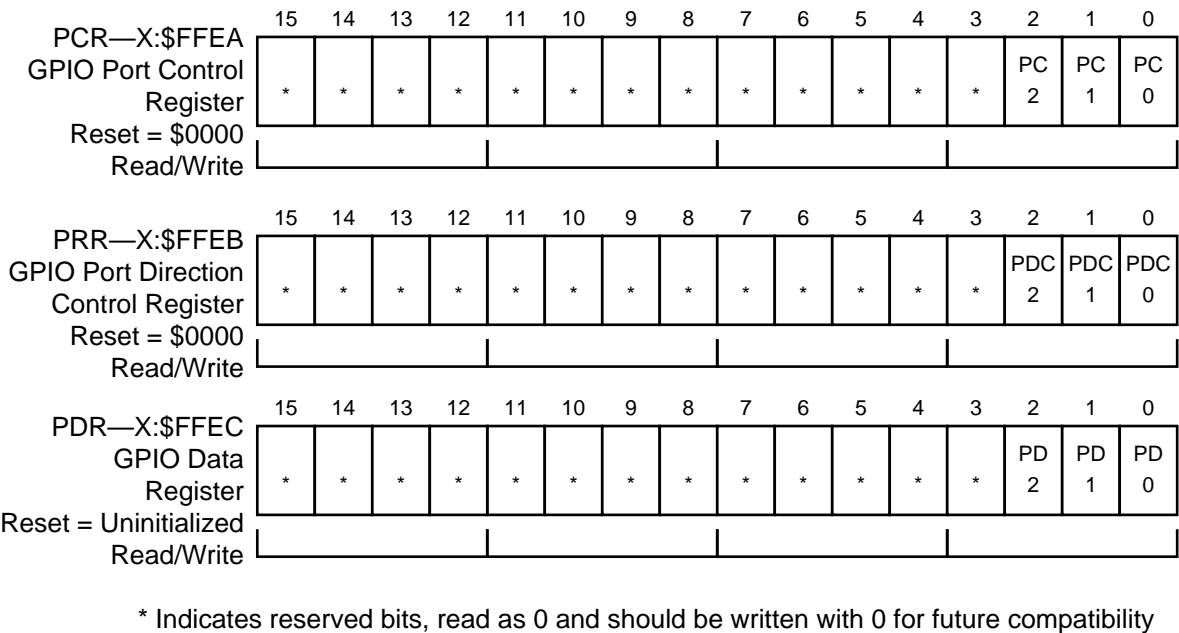 15 14 13 12 11 10 9 8 7 6 5 4 3 2 1 0
PCR—X:$FFEA
GPIO Port Control
Register
Reset = $0000
Read/Write
* * * * * * * * * * * * * PC 2 PC 1 PC 0
15 14 13 12 11 10 9 8 7 6 5 4 3 2 1 0
PRR—X:$FFEB
GPIO Port Direction
Control Register
Reset = $0000
Read/Write
* * * * * * * * * * * * * PDC 2 PDC 1 PDC 0
15 14 13 12 11 10 9 8 7 6 5 4 3 2 1 0
PDR—X:$FFEC
GPIO Data
Register
Reset = Uninitialized
Read/Write
* * * * * * * * * * * * * PD 2 PD 1 PD 0
* Indicates reserved bits, read as 0 and should be written with 0 for future compatibility